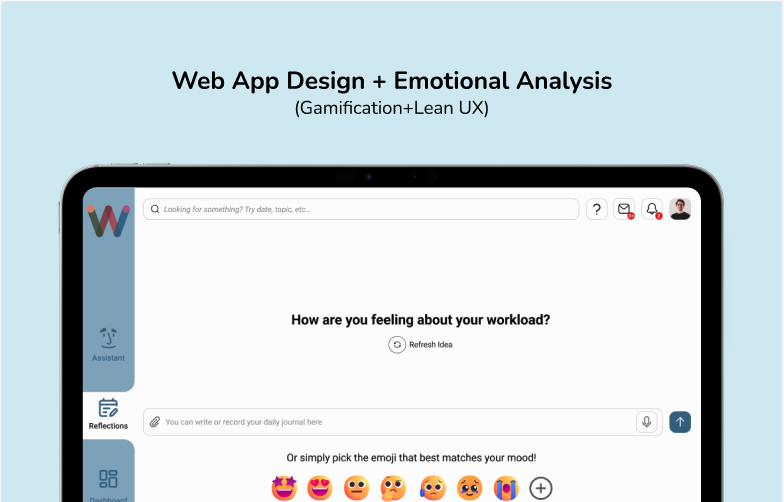 Web App Design + Emotional Analysis
(Gamification+Lean UX)
W
Looking for something? Try date, topic, etc...
?
9+
2
How are you feeling about your workload?
Refresh Idea
Assistant
Reflections
You can write or record your daily journal here
Or simply pick the emoji that best matches your mood!
Dashboard